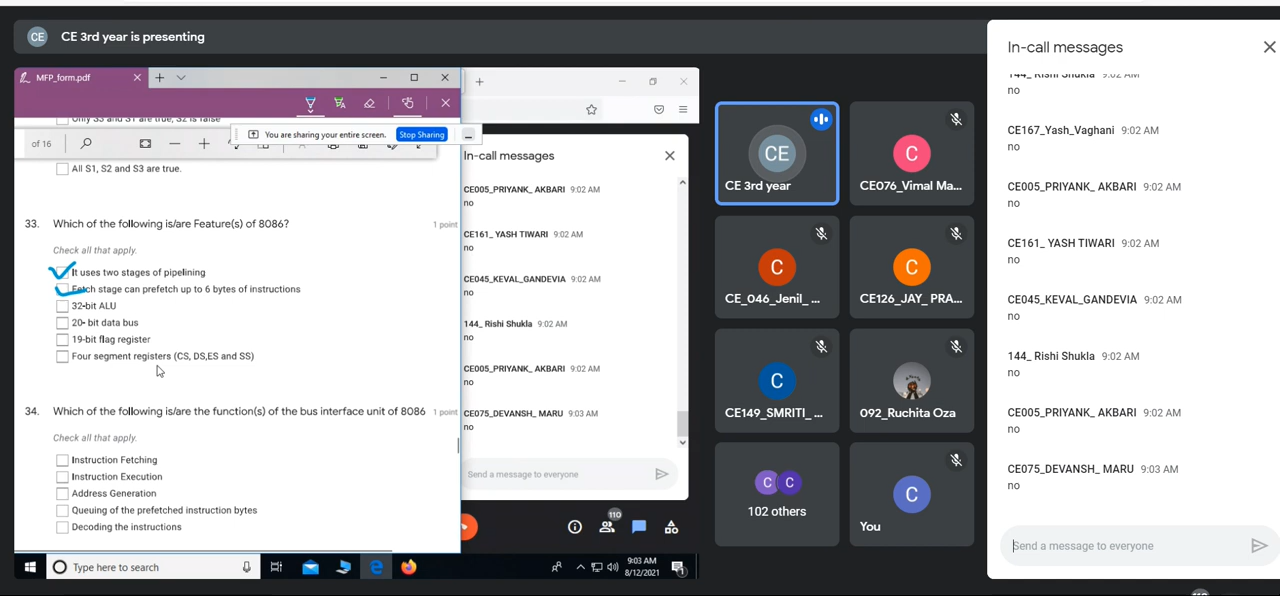 CE
CE 3rd year is presenting
MFP_form.pdf
Only S3 and S1 are true, S2 is false
You are sharing your entire screen.
Stop Sharing
of 16
All S1, S2 and S3 are true.
33. Which of the following is/are Feature(s) of 8086?
1 point
Check all that apply.
It uses two stages of pipelining
Fetch stage can prefetch up to 6 bytes of instructions
32-bit ALU
20- bit data bus
19-bit flag register
Four segment registers (CS, DS,ES and SS)
34. Which of the following is/are the function(s) of the bus interface unit of 8086
1 point
Check all that apply.
Instruction Fetching
Instruction Execution
Address Generation
Queuing of the prefetched instruction bytes
Decoding the instructions
Type here to search
In-call messages
CE005_PRIYANK_ AKBARI 9:02 AM
no
CE161_ YASH TIWARI 9:02 AM
no
CE045_KEVAL_GANDEVIA 9:02 AM
no
144_ Rishi Shukla 9:02 AM
no
CE005_PRIYANK_ AKBARI 9:02 AM
no
CE075_DEVANSH_ MARU 9:03 AM
no
Send a message to everyone
110
9:03 AM
8/12/2021
1
CE
CE 3rd year
C
CE076_Vimal Ma...
C
CE_046_Jenil_ ...
C
CE126_JAY_ PRA...
C
CE149_SMRITI_ ...
092_Ruchita Oza
C C
102 others
C
You
In-call messages
144_ Rishi Shukla 9:02 AM
no
CE167_Yash_Vaghani 9:02 AM
no
CE005_PRIYANK_ AKBARI 9:02 AM
no
CE161_ YASH TIWARI 9:02 AM
no
CE045_KEVAL_GANDEVIA 9:02 AM
no
144_ Rishi Shukla 9:02 AM
no
CE005_PRIYANK_ AKBARI 9:02 AM
no
CE075_DEVANSH_ MARU 9:03 AM
no
Send a message to everyone